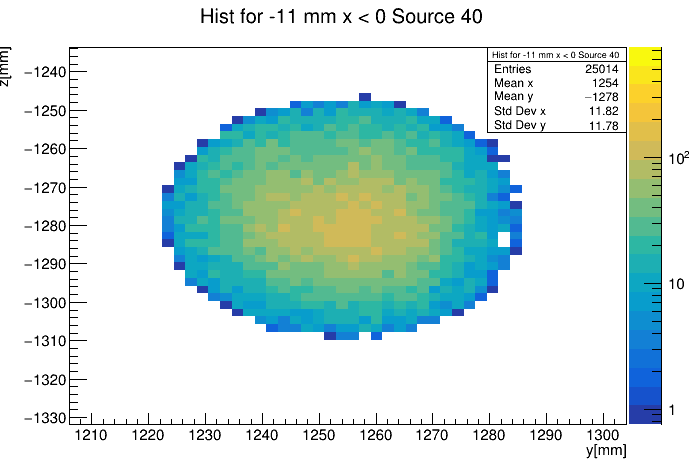 Hist for -11 mm x < 0 Source 40
z[mm]
Hist for -11 mm x < 0 Source 40
Entries 25014
Mean x 1254
Mean y −1278
Std Dev x 11.82
Std Dev y 11.78
−1240
−1250
−1260
−1270
−1280
−1290
−1300
−1310
−1320
−1330
10²
10
1
1210 1220 1230 1240 1250 1260 1270 1280 1290 1300
y[mm]